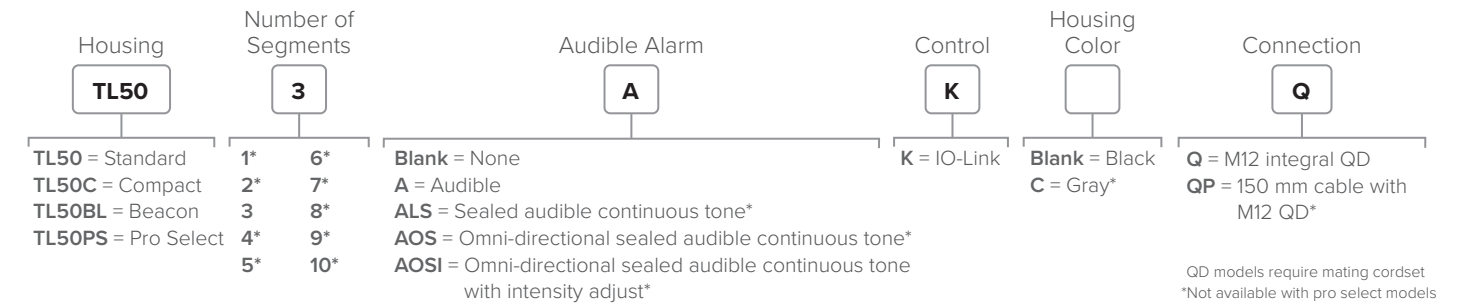 Housing
Number of
Segments
Audible Alarm
Control
Housing
Color
Connection
TL50
3
A
K
Q
TL50 = Standard
TL50C = Compact
TL50BL = Beacon
TL50PS = Pro Select
1* 6*
2* 7*
3 8*
4* 9*
5* 10*
Blank = None
A = Audible
ALS = Sealed audible continuous tone*
AOS = Omni-directional sealed audible continuous tone*
AOSI = Omni-directional sealed audible continuous tone
with intensity adjust*
K = IO-Link
Blank = Black
C = Gray*
Q = M12 integral QD
QP = 150 mm cable with
M12 QD*
QD models require mating cordset
*Not available with pro select models